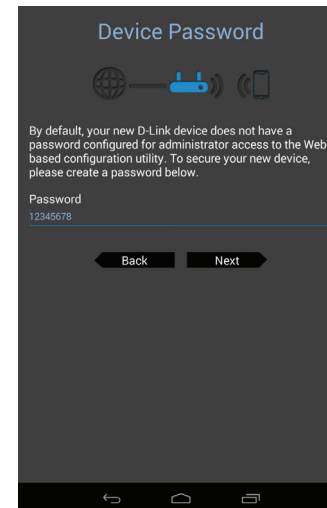 Device Password
By default, your new D-Link device does not have a
password configured for administrator access to the Web
based configuration utility. To secure your new device,
please create a password below.
Password
12345678
Back Next